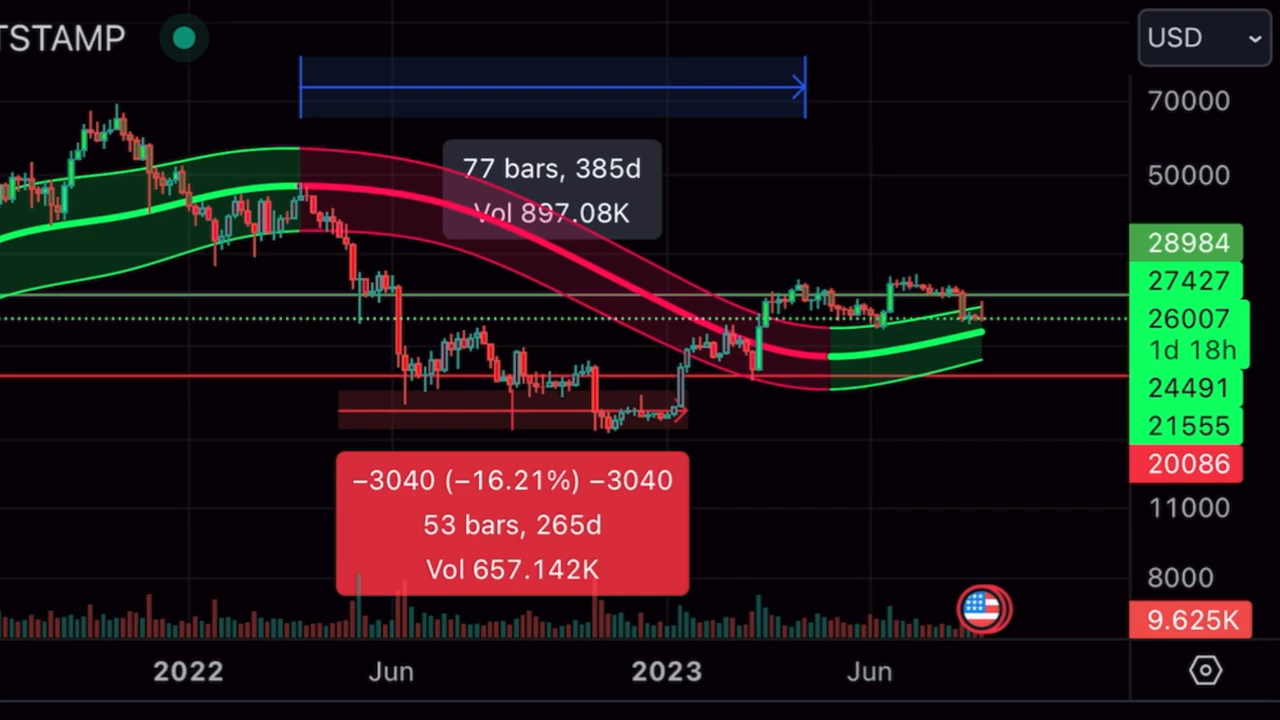 TSTAMP
USD
70000
77 bars, 385d
Vol 897.08K
50000
28984
27427
26007
1d 18h
24491
21555
20086
−3040 (−16.21%) −3040
53 bars, 265d
Vol 657.142K
11000
8000
9.625K
2022
Jun
2023
Jun